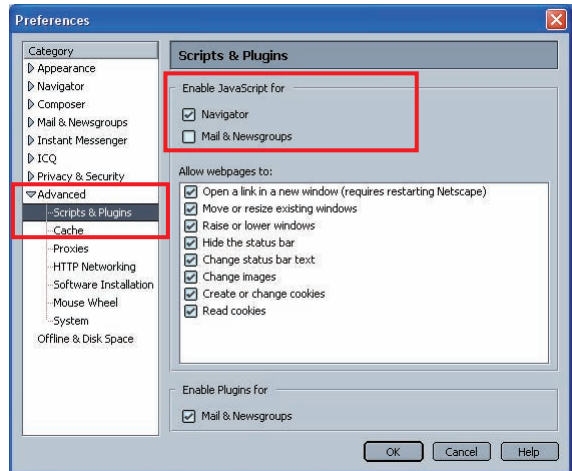 Preferences
Category
Appearance
Navigator
Composer
Mail & Newsgroups
Instant Messenger
ICQ
Privacy & Security
Advanced
Scripts & Plugins
Cache
Proxies
HTTP Networking
Software Installation
Mouse Wheel
System
Offline & Disk Space
Scripts & Plugins
Enable JavaScript for
Navigator
Mail & Newsgroups
Allow webpages to:
Open a link in a new window (requires restarting Netscape)
Move or resize existing windows
Raise or lower windows
Hide the status bar
Change status bar text
Change images
Create or change cookies
Read cookies
Enable Plugins for
Mail & Newsgroups
OK
Cancel
Help